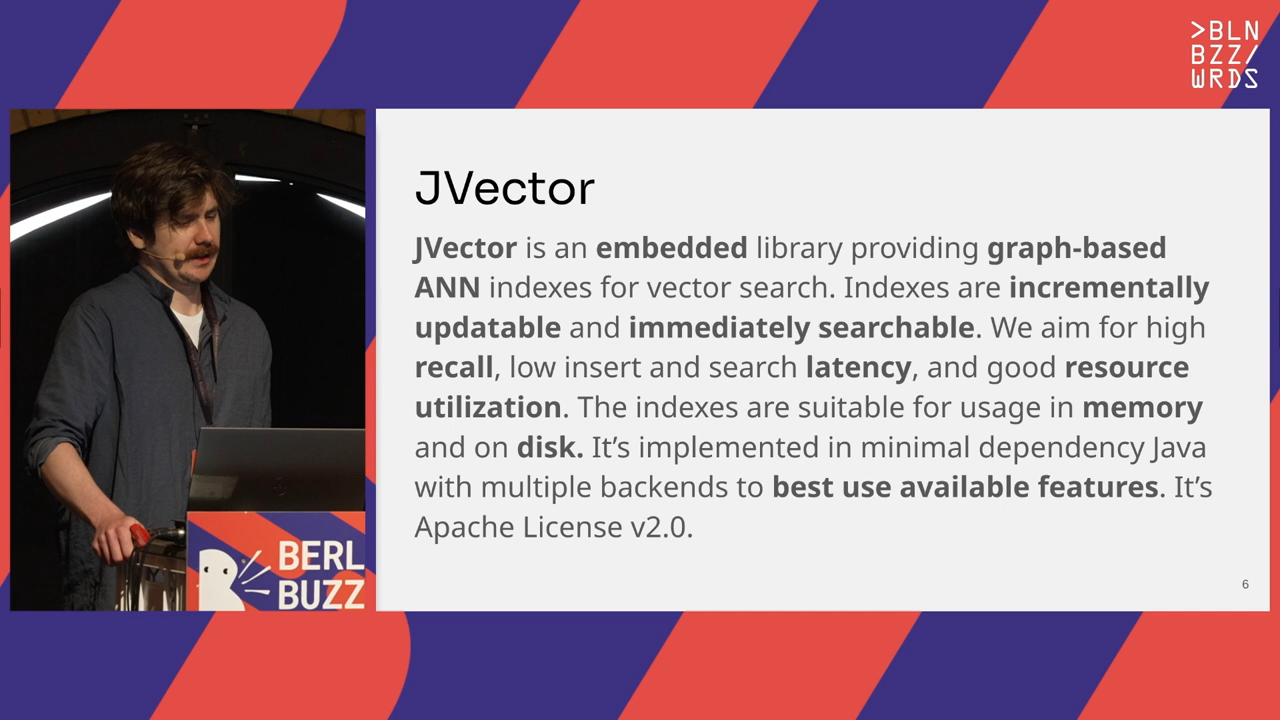 >BLN
BZZ/
WRDS
JVector
JVector is an embedded library providing graph-based
ANN indexes for vector search. Indexes are incrementally
updatable and immediately searchable. We aim for high
recall, low insert and search latency, and good resource
utilization. The indexes are suitable for usage in memory
and on disk. It’s implemented in minimal dependency Java
with multiple backends to best use available features. It’s
Apache License v2.0.
6
BERL
BUZZ